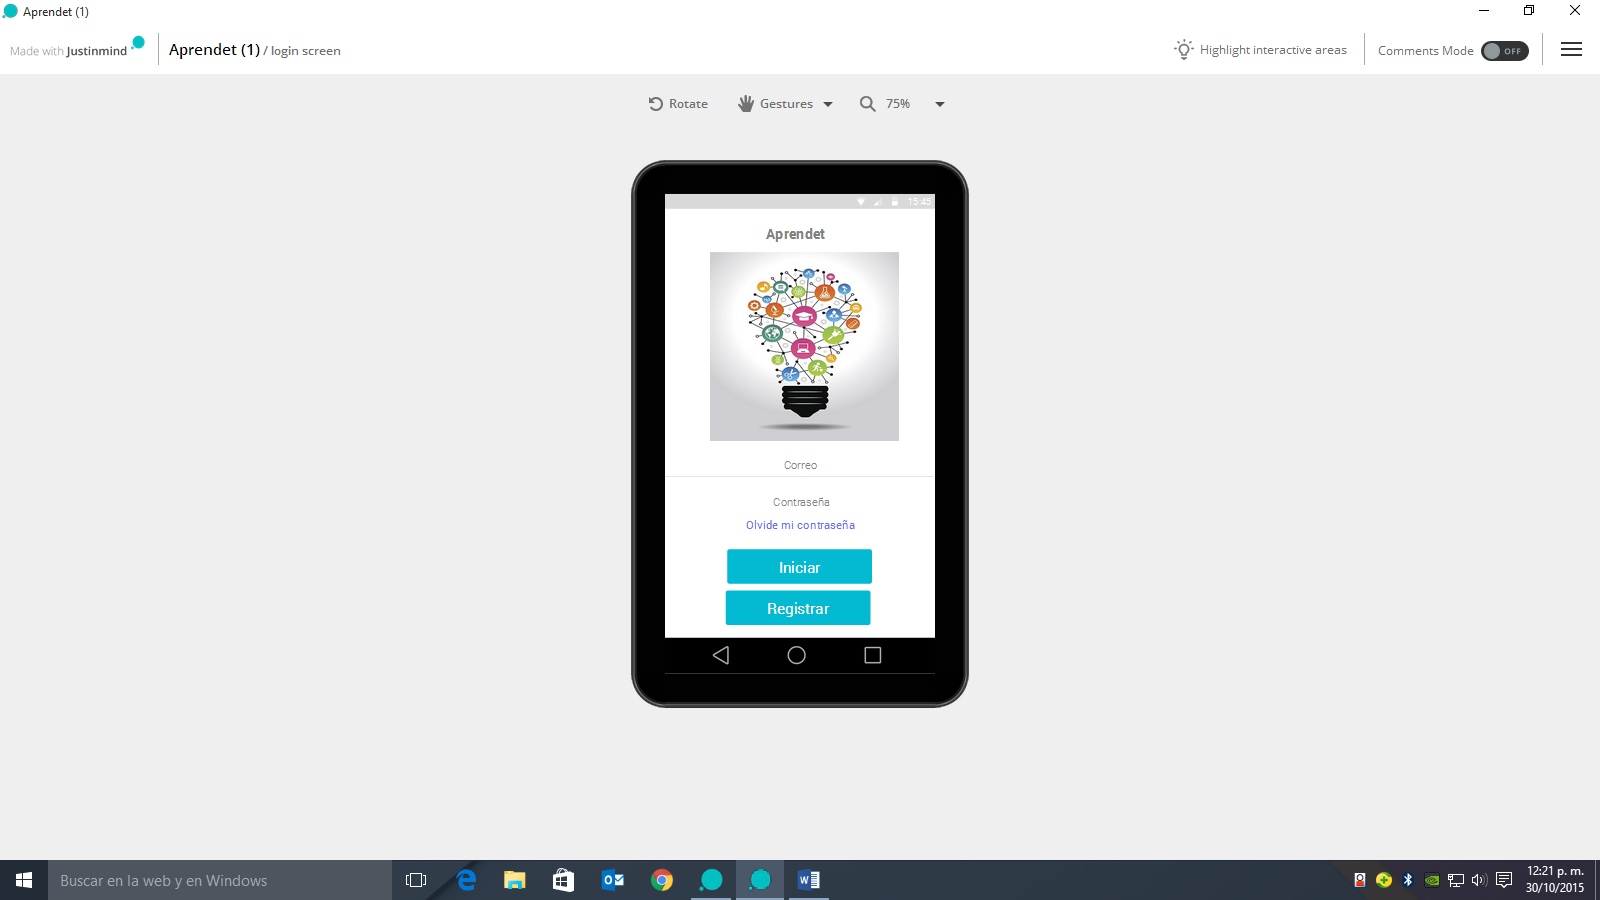 Aprendet (1)
Made with Justinmind
Aprendet (1) / login screen
Highlight interactive areas
Comments Mode
OFF
Rotate
Gestures
75%
15:45
Aprendet
Correo
Contraseña
Olvide mi contraseña
Iniciar
Registrar
Buscar en la web y en Windows
12:21 p. m.
30/10/2015